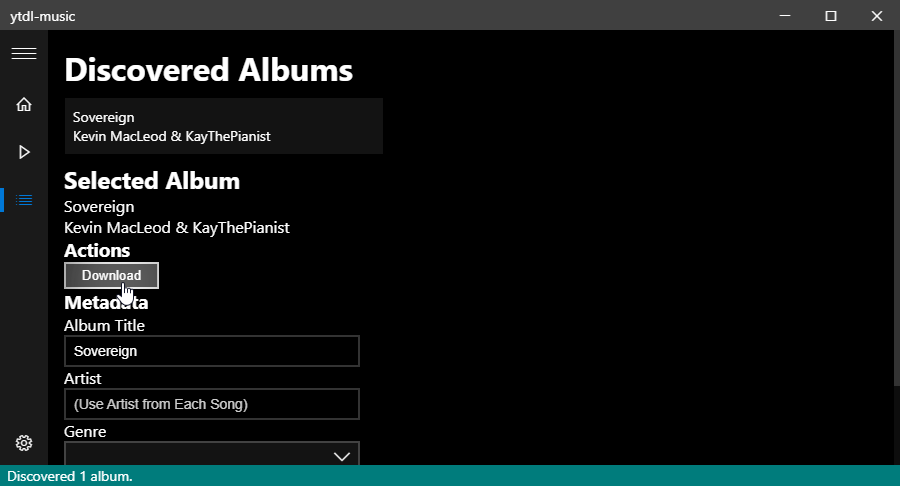 ytdl-music
Discovered Albums
Sovereign
Kevin MacLeod & KayThePianist
Selected Album
Sovereign
Kevin MacLeod & KayThePianist
Actions
Download
Metadata
Album Title
Sovereign
Artist
(Use Artist from Each Song)
Genre
Discovered 1 album.